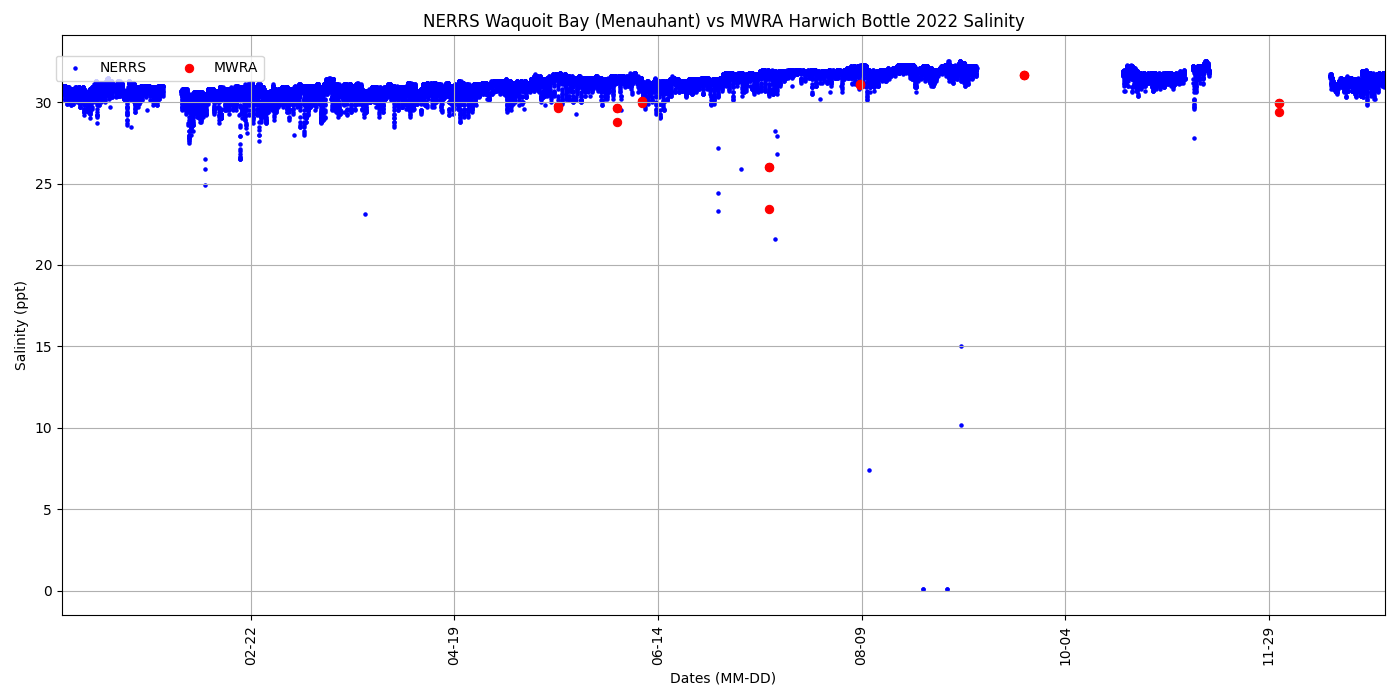 NERRS Waquoit Bay (Menauhant) vs MWRA Harwich Bottle 2022 Salinity
NERRS MWRA
30
25
20
15
10
5
0
Salinity (ppt)
02-22 04-19 06-14 08-09 10-04 11-29
Dates (MM-DD)